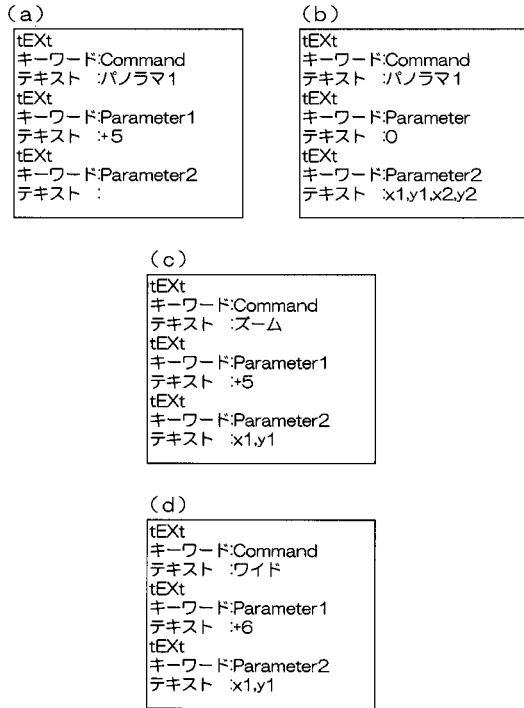 (a)
tEXt
キーワード:Command
テキスト :パノラマ1
tEXt
キーワード:Parameter1
テキスト :+5
tEXt
キーワード:Parameter2
テキスト :
(b)
tEXt
キーワード:Command
テキスト :パノラマ1
tEXt
キーワード:Parameter
テキスト :0
tEXt
キーワード:Parameter2
テキスト :x1,y1,x2,y2
(c)
tEXt
キーワード:Command
テキスト :ズーム
tEXt
キーワード:Parameter1
テキスト :+5
tEXt
キーワード:Parameter2
テキスト :x1,y1
(d)
tEXt
キーワード:Command
テキスト :ワイド
tEXt
キーワード:Parameter1
テキスト :+6
tEXt
キーワード:Parameter2
テキスト :x1,y1